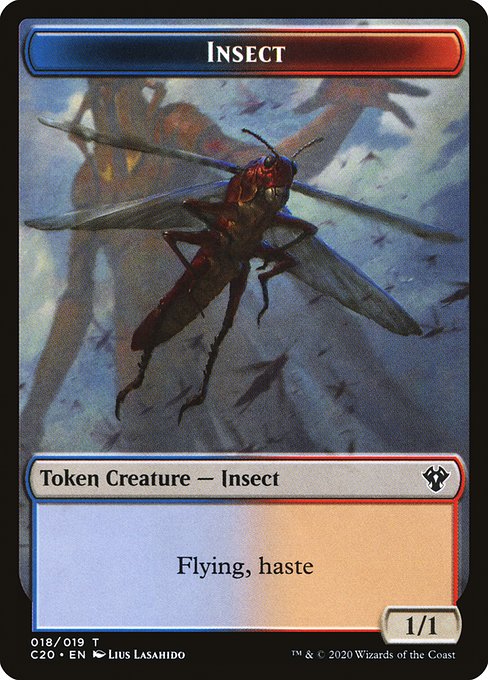 Insect
Token Creature — Insect
Flying, haste
1/1
018/019 T
C20 • EN Lius Lasahido
™ & © 2020 Wizards of the Coast